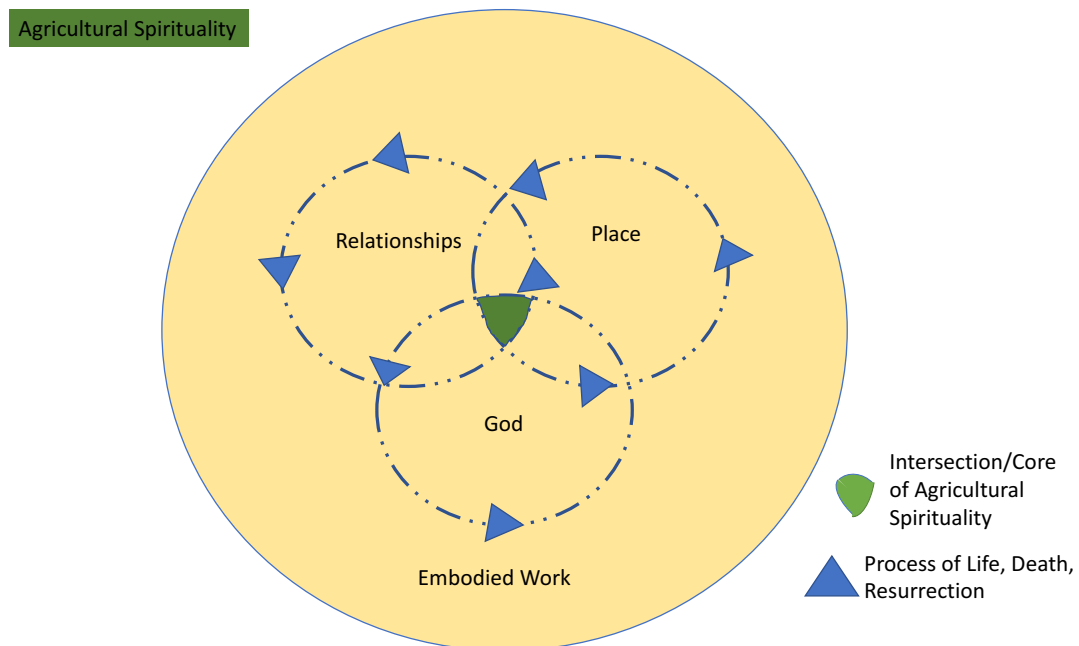 Agricultural Spirituality
Relationships
Place
God
Embodied Work
Intersection/Core
of Agricultural
Spirituality
Process of Life, Death,
Resurrection